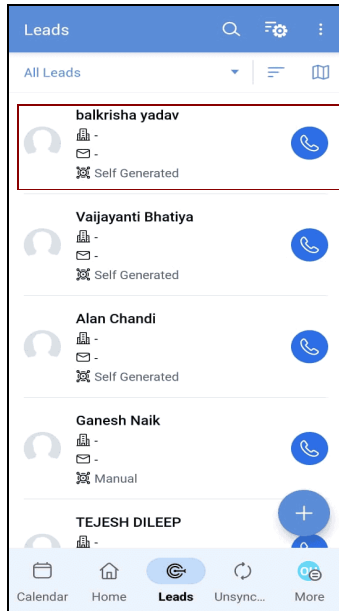 Leads
All Leads
balkrisha yadav
-
-
Self Generated
Vaijayanti Bhatiya
-
-
Self Generated
Alan Chandi
-
-
Self Generated
Ganesh Naik
-
-
Manual
TEJESH DILEEP
-
Calendar Home Leads Unsync... More